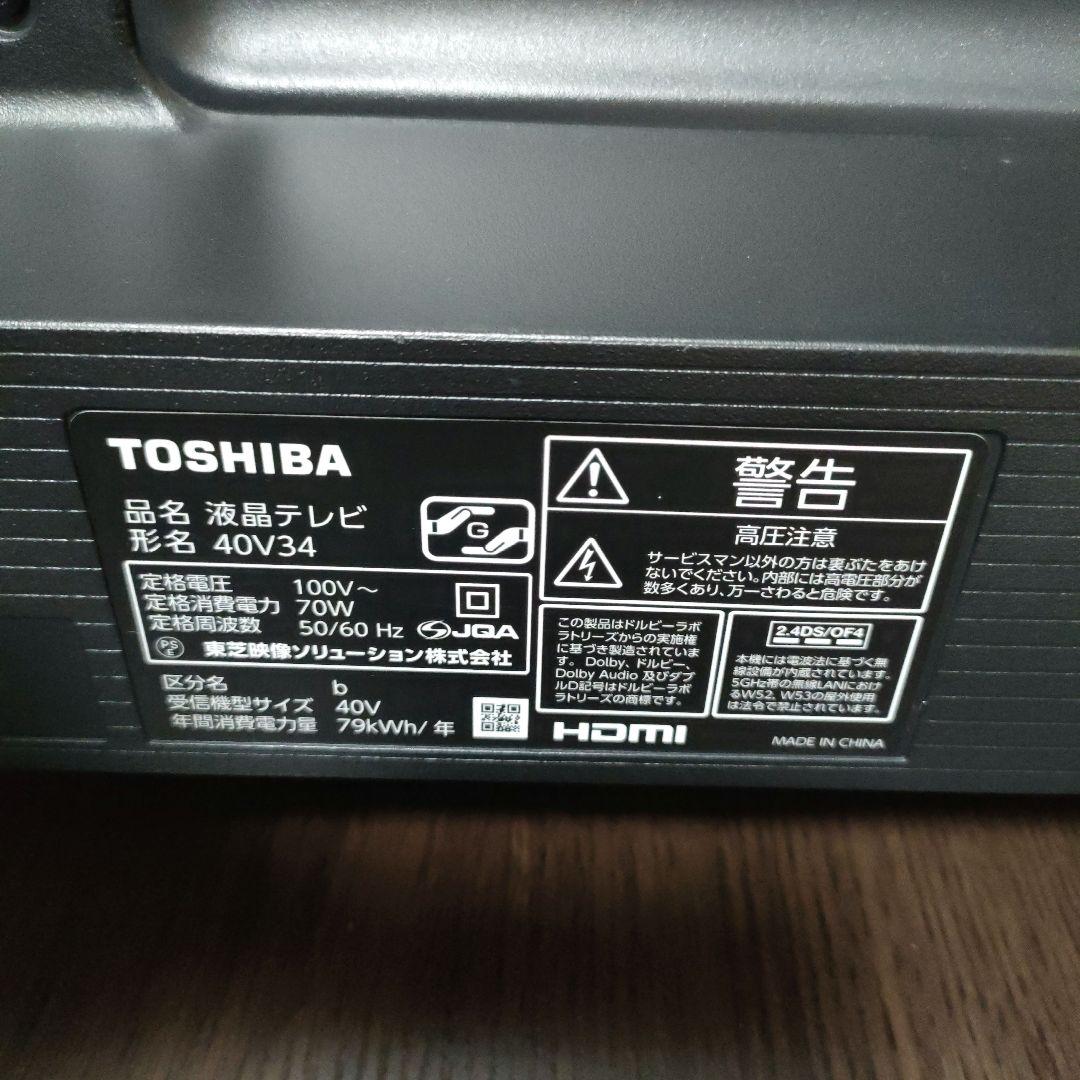 TOSHIBA
品名 液晶テレビ
形名 40V34
G
定格電圧 100V～
定格消費電力 70W
定格周波数 50/60 Hz
JQA
PS
E
東芝映像ソリューション株式会社
区分名 b
受信機型サイズ 40V
年間消費電力量 79kWh/年
警告
高圧注意
サービスマン以外の方は裏ぶたをあけ
ないでください。内部には高電圧部分が
数多くあり、万一さわると危険です。
この製品はドルビーラボ
ラトリーズからの実施権
に基づき製造されていま
す。Dolby、ドルビー、
Dolby Audio 及びダブ
ルD記号はドルビーラボ
ラトリーズの商標です。
2.4DS/OF4
本機には電波法に基づく無
線設備が内蔵されています。
5GHz帯の無線LANにおけ
るW52、W53の屋外使用
は法令で禁止されています。
HDMI
MADE IN CHINA